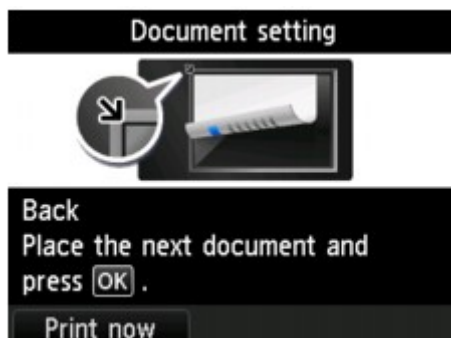 Document setting
Back
Place the next document and
press OK .
Print now